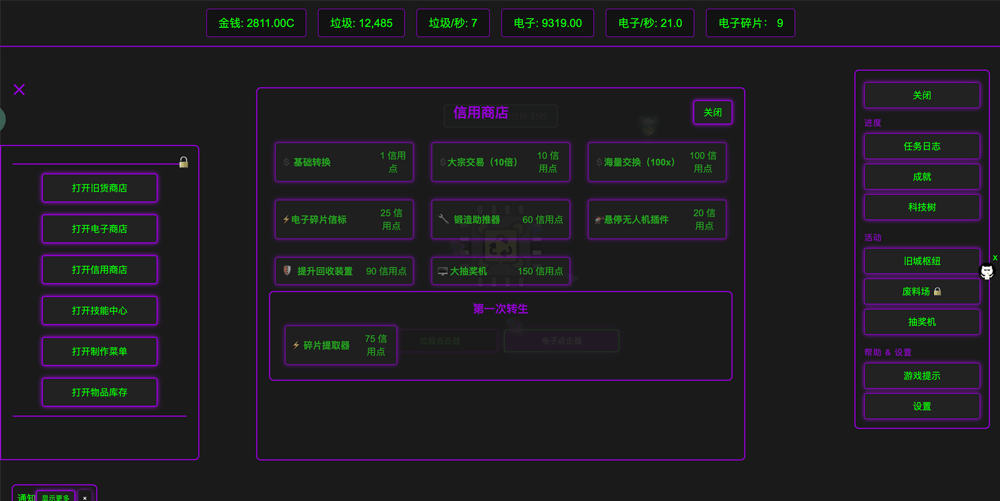 金钱: 2811.00C
垃圾: 12,485
垃圾/秒: 7
电子: 9319.00
电子/秒: 21.0
电子碎片: 9
信用商店
关闭
基础转换
1 信用点
大宗交易（10倍）
10 信用点
海量交换（100x）
100 信用点
电子碎片信标
25 信用点
锻造助推器
60 信用点
悬停无人机插件
20 信用点
提升回收装置
90 信用点
大抽奖机
150 信用点
第一次转生
碎片提取器
75 信用点
电子点击器
打开旧货商店
打开电子商店
打开信用商店
打开技能中心
打开制作菜单
打开物品库存
关闭
进度
任务日志
成就
科技树
活动
旧城枢纽
废料场
抽奖机
帮助 & 设置
游戏提示
设置
x
通知
显示更多